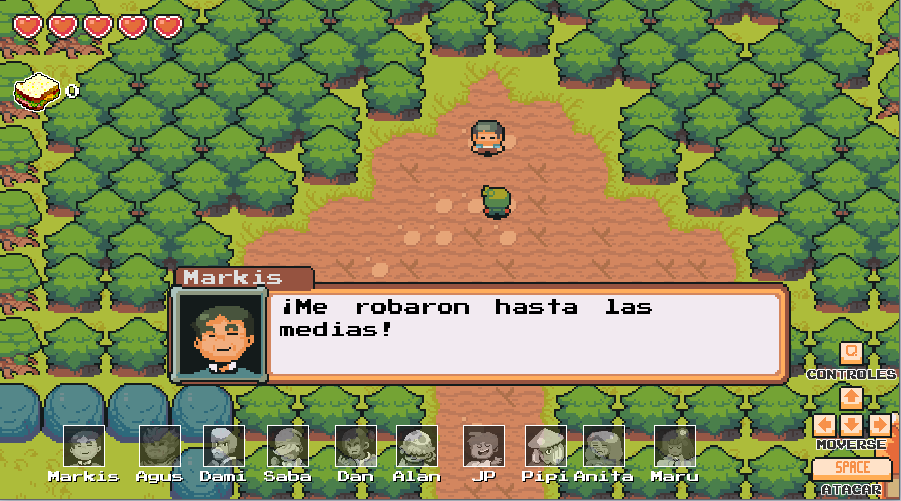 0
Markis
¡Me robaron hasta las
medias!
Q
CONTROLES
MOVERSE
SPACE
ATACAR
Markis Agus Dami Saba Dan Alan JP Pipi Anita Maru